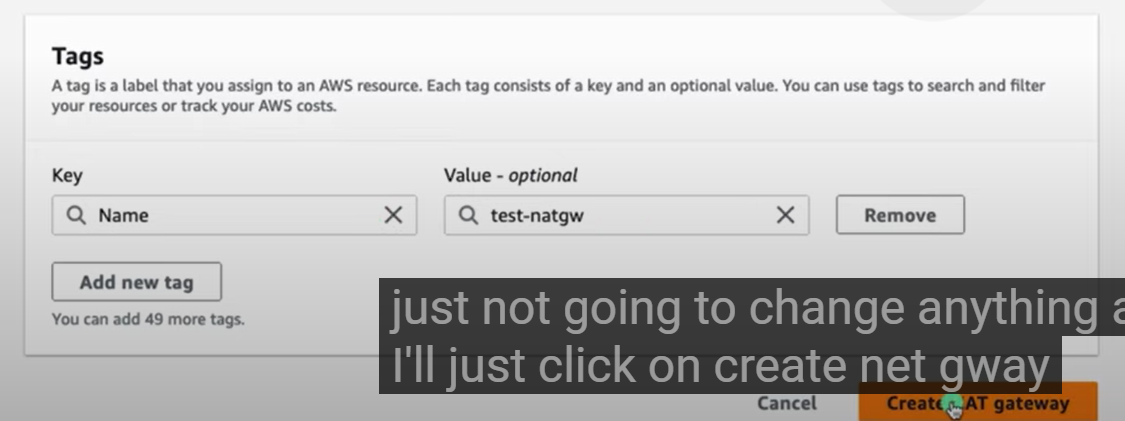 Tags
A tag is a label that you assign to an AWS resource. Each tag consists of a key and an optional value. You can use tags to search and filter
your resources or track your AWS costs.
Key
Value - optional
Name
test-natgw
Remove
Add new tag
You can add 49 more tags.
just not going to change anything
I'll just click on create net gway
Cancel
Create AT gateway